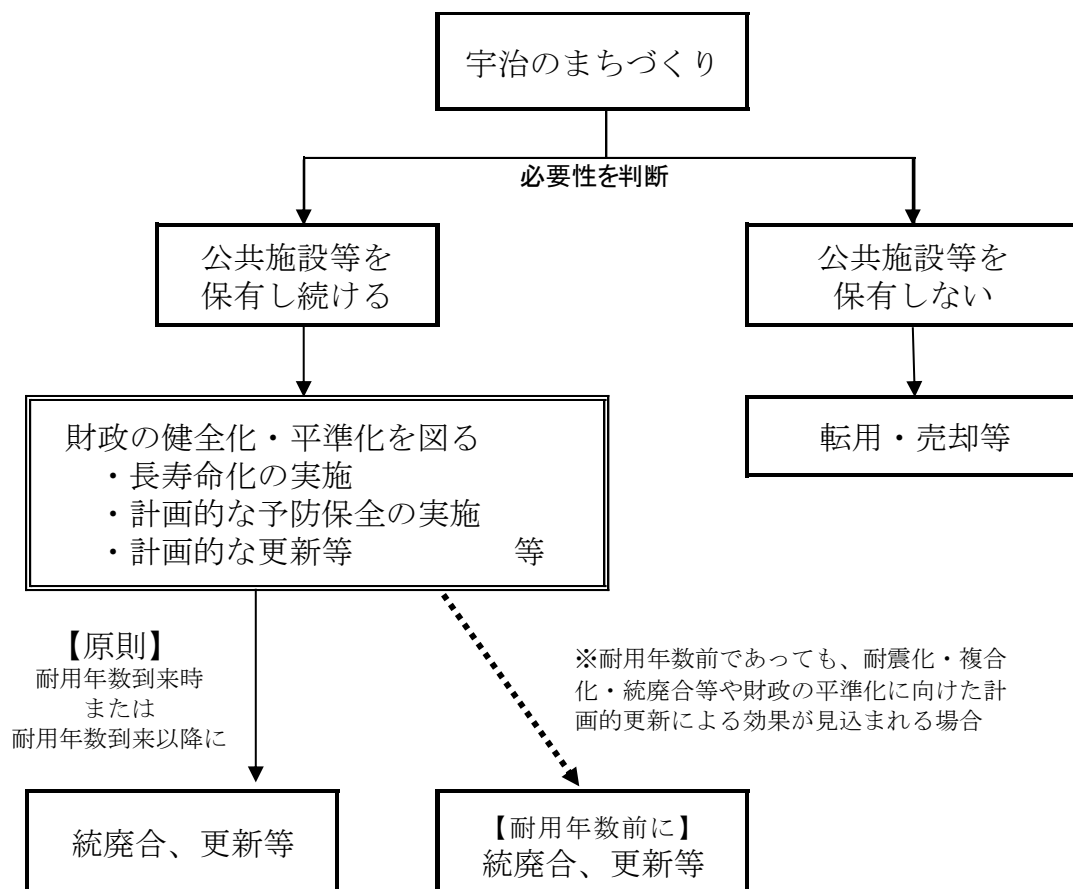 宇治のまちづくり
必要性を判断
公共施設等を
保有し続ける
公共施設等を
保有しない
財政の健全化・平準化を図る
・長寿命化の実施
・計画的な予防保全の実施
・計画的な更新等　　　　　等
転用・売却等
【原則】
耐用年数到来時
または
耐用年数到来以降に
※耐用年数前であっても、耐震化・複合
化・統廃合等や財政の平準化に向けた計
画的更新による効果が見込まれる場合
統廃合、更新等
【耐用年数前に】
統廃合、更新等